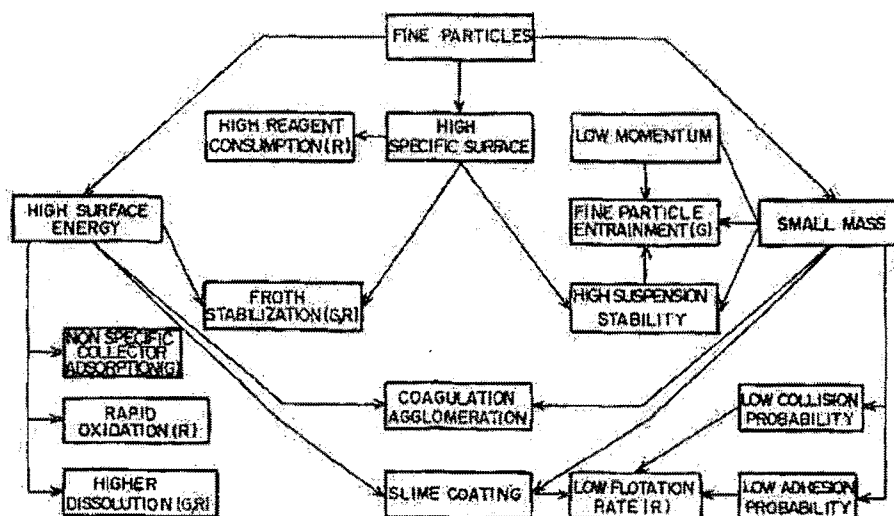 FINE PARTICLES
HIGH REAGENT
CONSUMPTION(R)
HIGH
SPECIFIC SURFACE
LOW MOMENTUM
HIGH SURFACE
ENERGY
FINE PARTICLE
ENTRAINMENT(G)
SMALL MASS
FROTH
STABILIZATION(G,R)
HIGH SUSPENSION
STABILITY
NON SPECIFIC
COLLECTOR
ADSORPTION(G)
COAGULATION
AGGLOMERATION
LOW COLLISION
PROBABILITY
RAPID
OXIDATION(R)
HIGHER
DISSOLUTION(G,R)
SLIME COATING
LOW FLOTATION
RATE(R)
LOW ADHESION
PROBABILITY